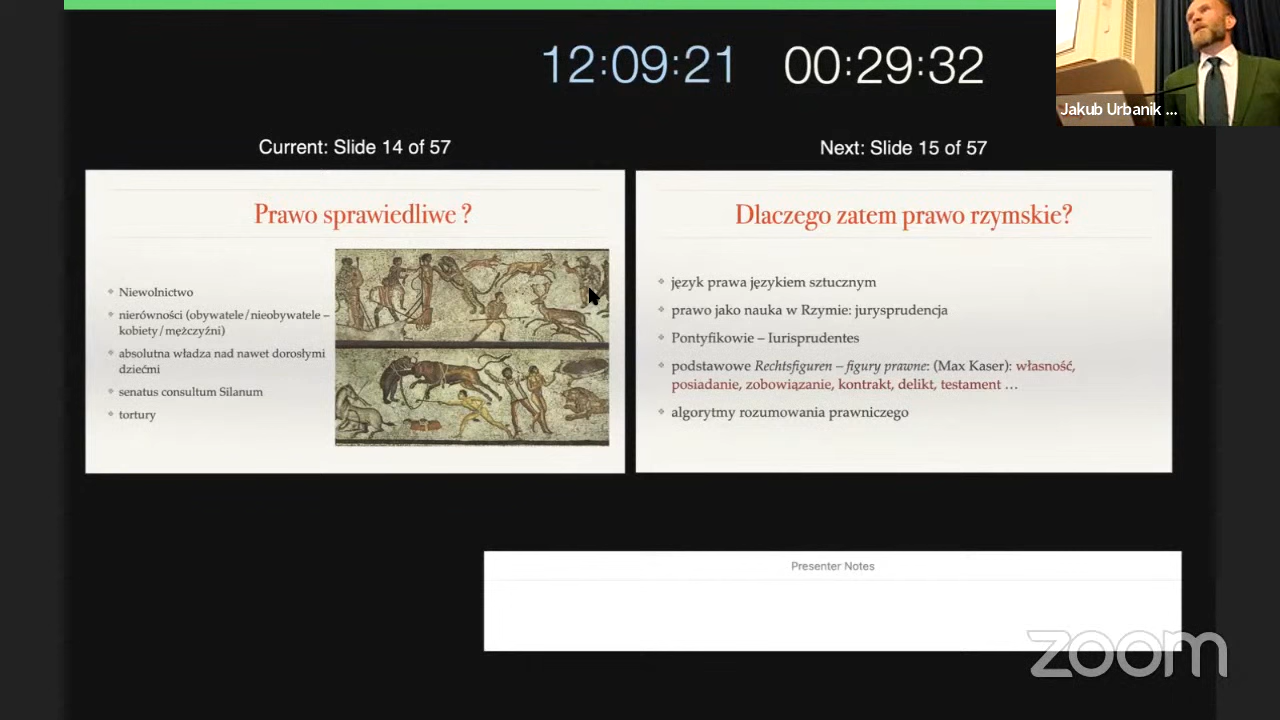 12:09:21 00:29:32
Jakub Urbanik ...
Current: Slide 14 of 57
Prawo sprawiedliwe ?
Niewolnictwo
nierówności (obywatele/nieobywatele –
kobiety/mężczyźni)
absolutna władza nad nawet dorosłymi
dziećmi
senatus consultum Silanum
tortury
Next: Slide 15 of 57
Dlaczego zatem prawo rzymskie?
język prawa językiem sztucznym
prawo jako nauka w Rzymie: jurysprudencja
Pontyfikowie – Iurisprudentes
podstawowe Rechtsfiguren – figury prawne: (Max Kaser): własność,
posiadanie, zobowiązanie, kontrakt, delikt, testament ...
algorytmy rozumowania prawniczego
Presenter Notes
zoom